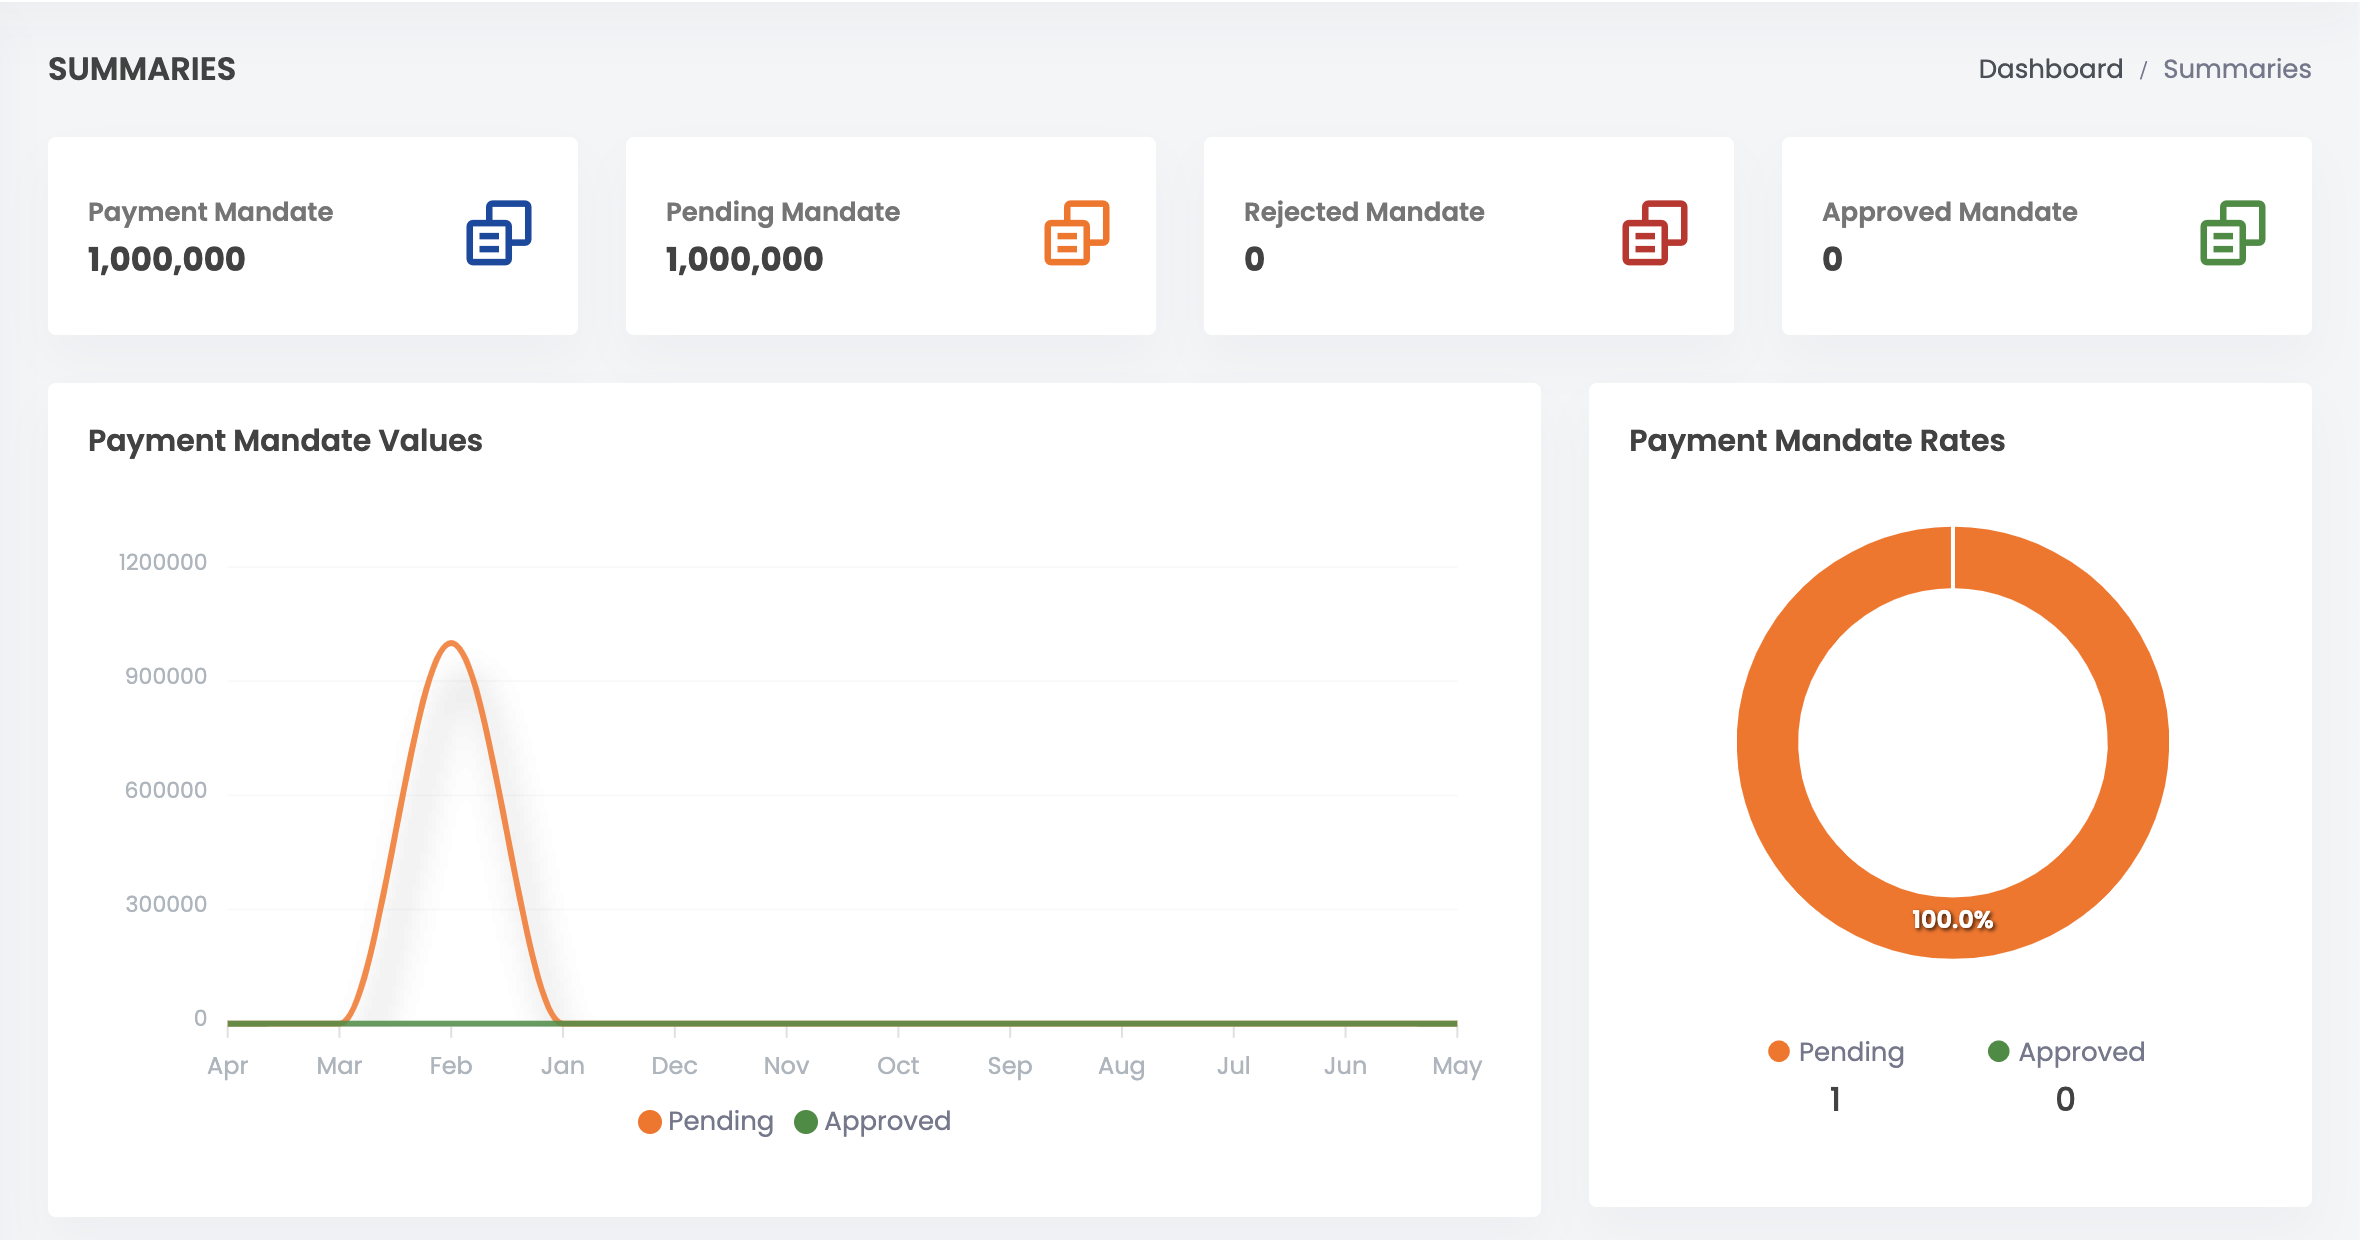 SUMMARIES
Dashboard / Summaries
Payment Mandate
1,000,000
Pending Mandate
1,000,000
Rejected Mandate
0
Approved Mandate
0
Payment Mandate Values
1200000
900000
600000
300000
0
Apr Mar Feb Jan Dec Nov Oct Sep Aug Jul Jun May
Pending Approved
Payment Mandate Rates
100.0%
Pending Approved
1 0